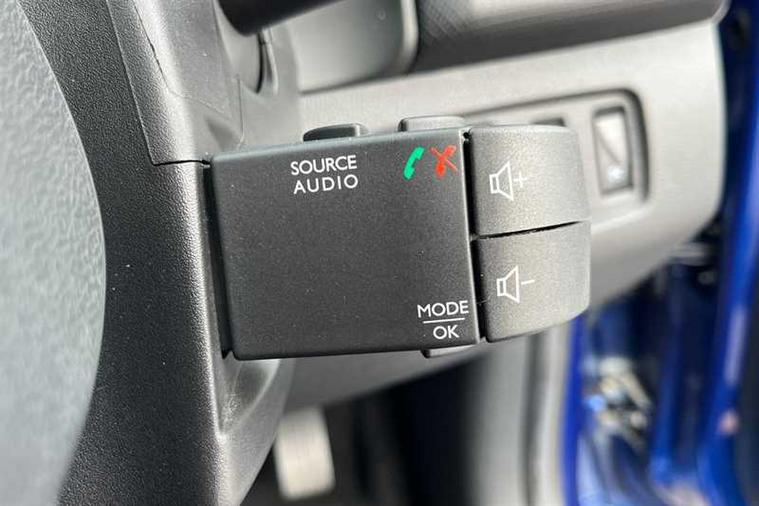 SOURCE
AUDIO
+
-
MODE
OK